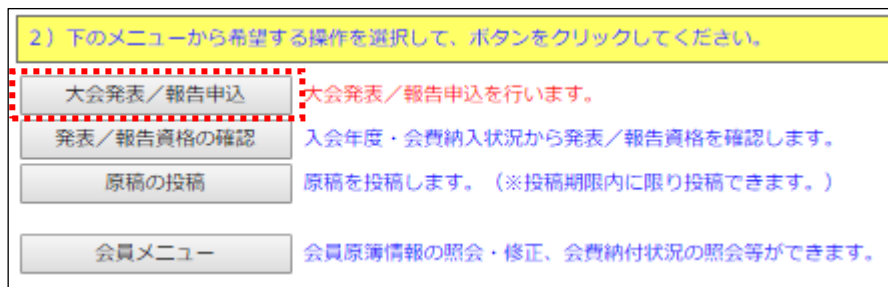 2）下のメニューから希望する操作を選択して、ボタンをクリックしてください。
大会発表／報告申込 大会発表／報告申込を行います。
発表／報告資格の確認 入会年度・会費納入状況から発表／報告資格を確認します。
原稿の投稿 原稿を投稿します。（※投稿期限内に限り投稿できます。）
会員メニュー 会員原簿情報の照会・修正、会費納付状況の照会等ができます。